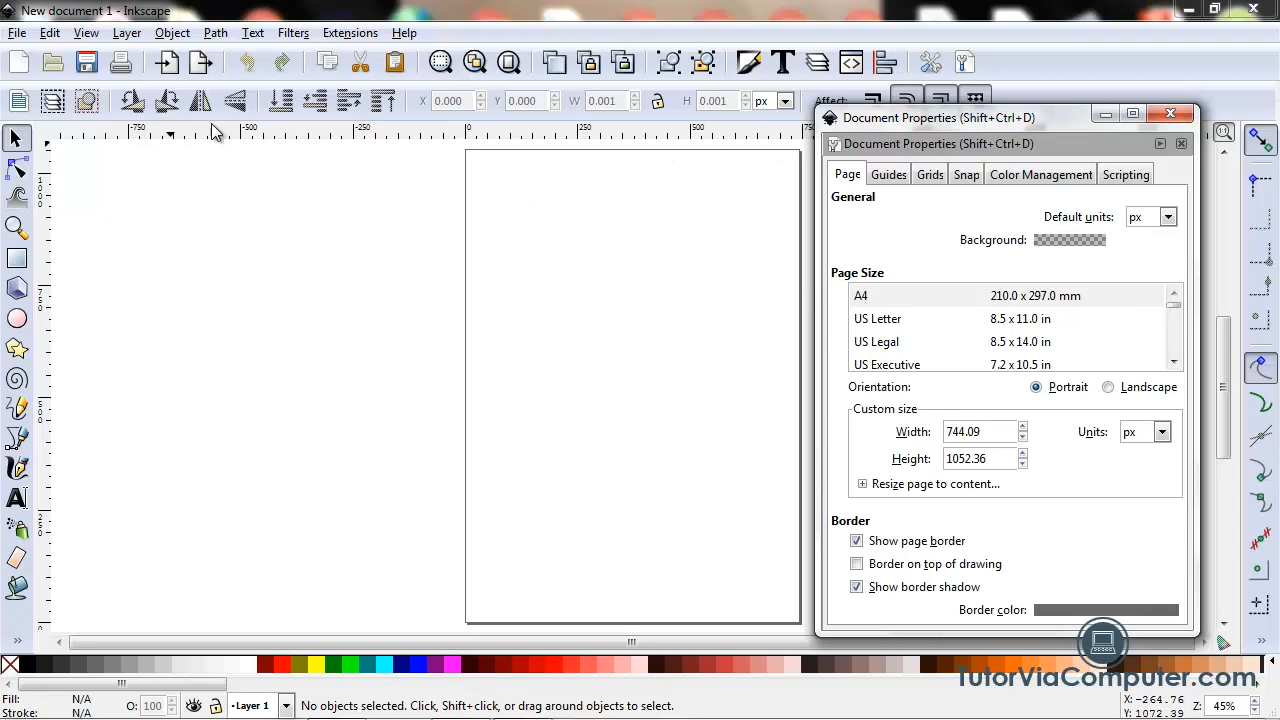 New document 1 - Inkscape
File Edit View Layer Object Path Text Filters Extensions Help
X 0.000 Y 0.000 W 0.001 H 0.001 px Affect:
-750 -500 -250 0 250 500 750
Document Properties (Shift+Ctrl+D)
Document Properties (Shift+Ctrl+D)
Page Guides Grids Snap Color Management Scripting
General
Default units: px
Background:
Page Size
A4 210.0 x 297.0 mm
US Letter 8.5 x 11.0 in
US Legal 8.5 x 14.0 in
US Executive 7.2 x 10.5 in
Orientation: Portrait Landscape
Custom size
Width: 744.09 Units: px
Height: 1052.36
Resize page to content...
Border
Show page border
Border on top of drawing
Show border shadow
Border color:
TutorViaComputer.com
Fill: N/A
Stroke: N/A
O: 100
Layer 1
No objects selected. Click, Shift+click, or drag around objects to select.
X: -264.76
Y: 1072.39
Z: 45%